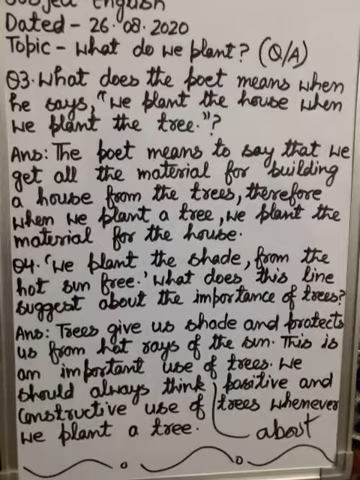 Subject English
Dated - 26.08.2020
Topic - What do we plant? (Q/A)
Q3. What does the poet means when
he says, "We plant the house when
we plant the tree."?
Ans: The poet means to say that we
get all the material for building
a house from the trees, therefore
when we plant a tree, we plant the
material for the house.
Q4. 'We plant the shade, from the
hot sun free.' What does this line
suggest about the importance of trees?
Ans: Trees give us shade and protects
us from hot rays of the sun. This is
an important use of trees. We
should always think positive and
constructive use of trees whenever
we plant a tree. about